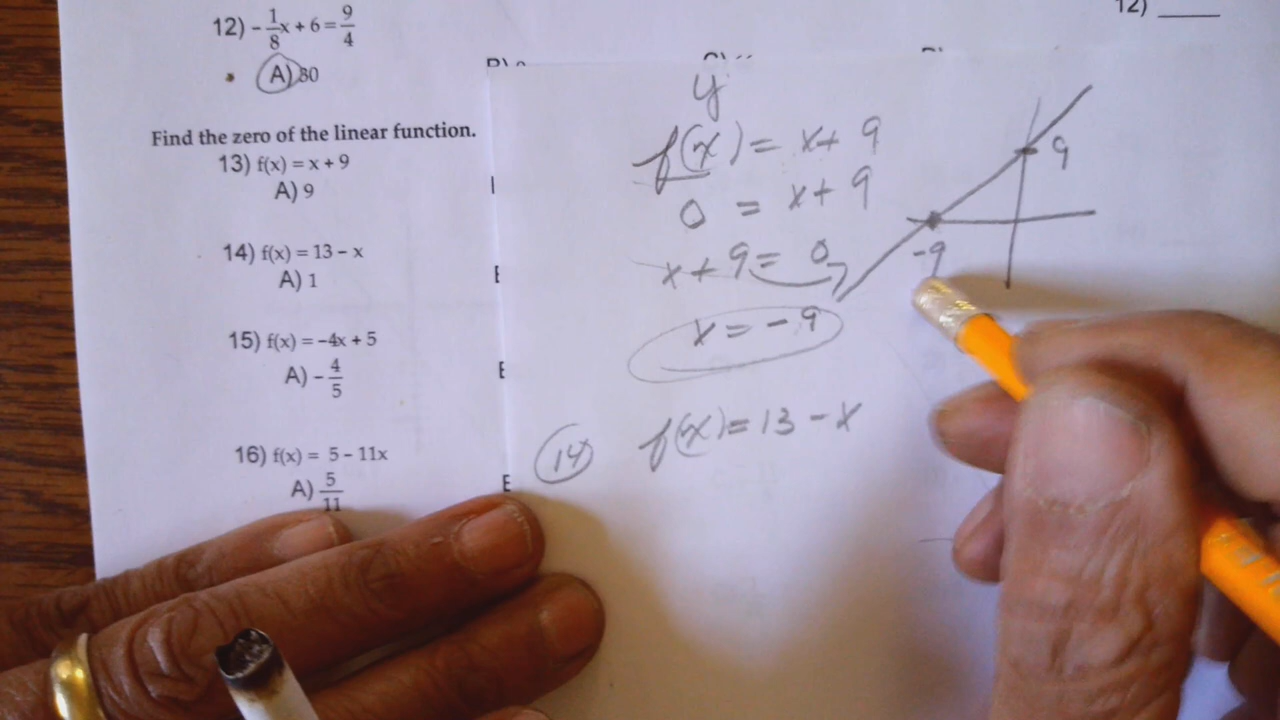 12) - 1/8 x + 6 = 9/4
A) 30
Find the zero of the linear function.
13) f(x) = x + 9
A) 9
14) f(x) = 13 - x
A) 1
15) f(x) = -4x + 5
A) - 4/5
16) f(x) = 5 - 11x
A) 5/11
12) ____
y
f(x) = x + 9
0 = x + 9
x + 9 = 0
x = -9
14 f(x) = 13 - x
9
-9